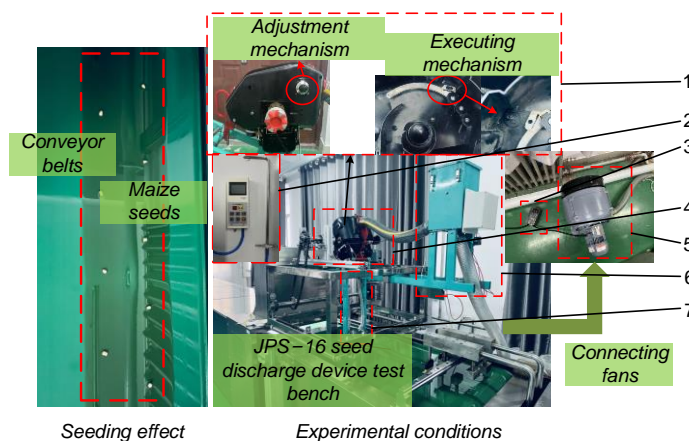 Adjustment
mechanism
Executing
mechanism
1
2
3
4
5
6
7
Conveyor
belts
Maize
seeds
JPS−16 seed
discharge device test
bench
Connecting
fans
Seeding effect
Experimental conditions